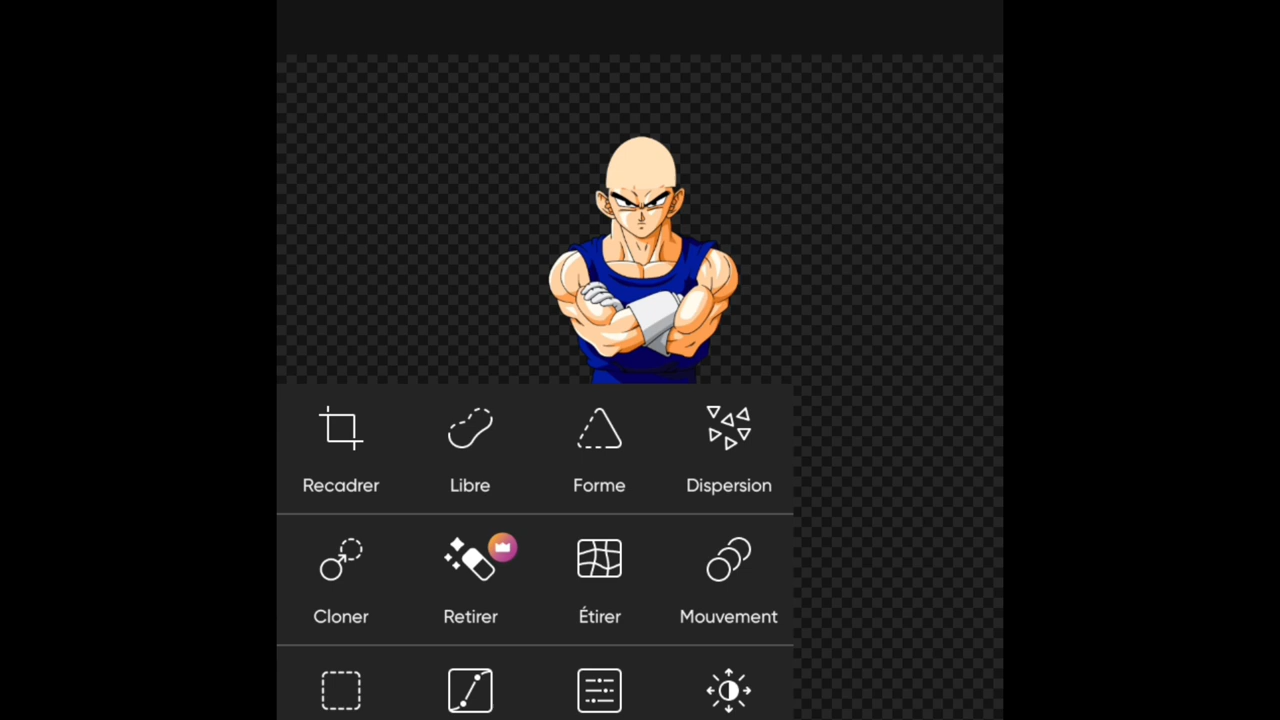 Recadrer
Libre
Forme
Dispersion
Cloner
Retirer
Étirer
Mouvement